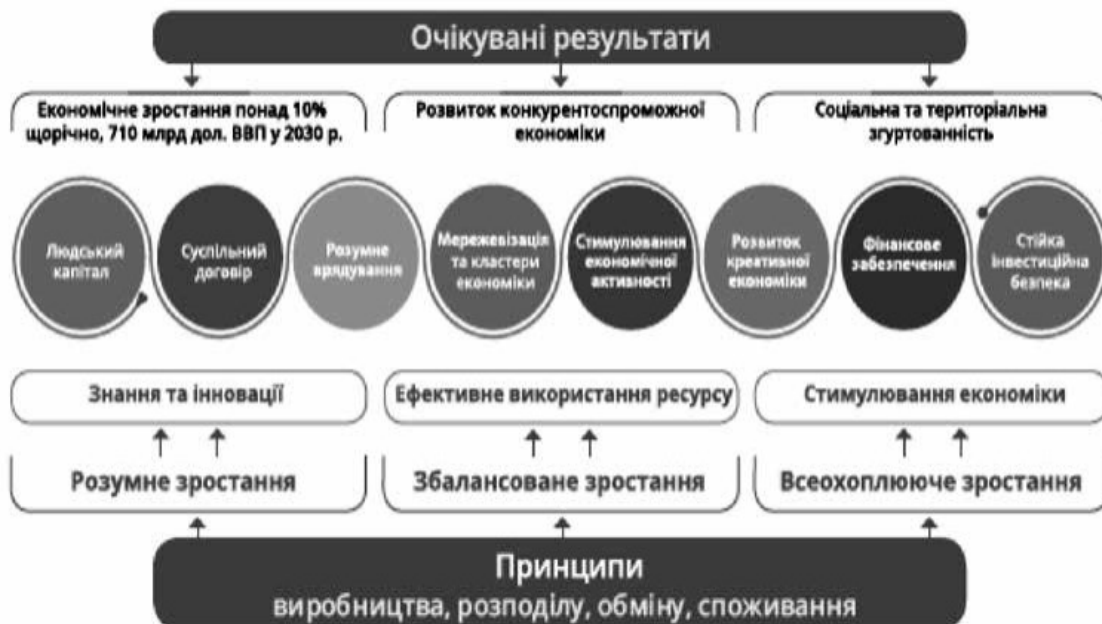 Очікувані результати
Економічне зростання понад 10%
щорічно, 710 млрд дол. ВВП у 2030 р.
Розвиток конкурентоспроможної
економіки
Соціальна та територіальна
згуртованність
Людський
капітал
Суспільний
договір
Розумне
врядування
Мережевізація
та кластери
економіки
Стимулювання
економічної
активності
Розвиток
креативної
економіки
Фінансове
забезпечення
Стійка
інвестиційна
безпека
Знання та інновації
Ефективне використання ресурсу
Стимулювання економіки
Розумне зростання
Збалансоване зростання
Всеохоплююче зростання
Принципи
виробництва, розподілу, обміну, споживання